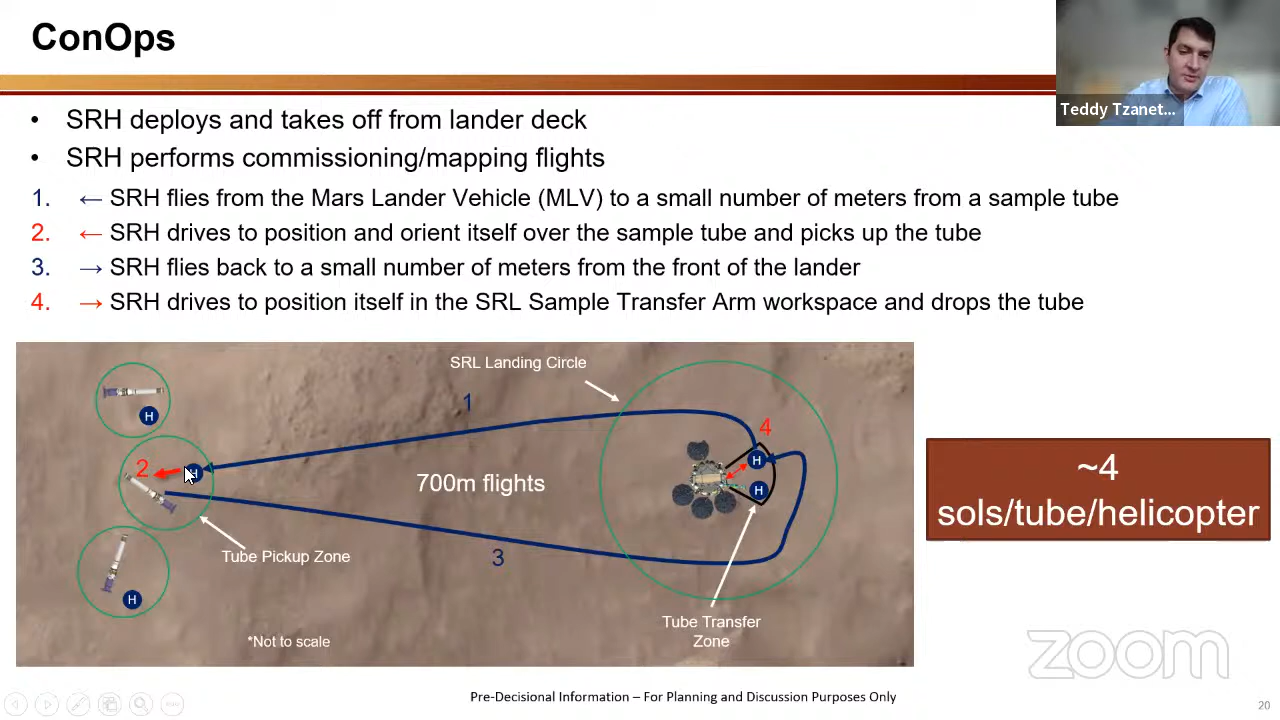 ConOps
Teddy Tzanet...
• SRH deploys and takes off from lander deck
• SRH performs commissioning/mapping flights
1. ← SRH flies from the Mars Lander Vehicle (MLV) to a small number of meters from a sample tube
2. ← SRH drives to position and orient itself over the sample tube and picks up the tube
3. → SRH flies back to a small number of meters from the front of the lander
4. → SRH drives to position itself in the SRL Sample Transfer Arm workspace and drops the tube
SRL Landing Circle
1
4
H
2
H
H
700m flights
H
Tube Pickup Zone
3
H
Tube Transfer
Zone
*Not to scale
~4
sols/tube/helicopter
zoom
Pre-Decisional Information – For Planning and Discussion Purposes Only
20